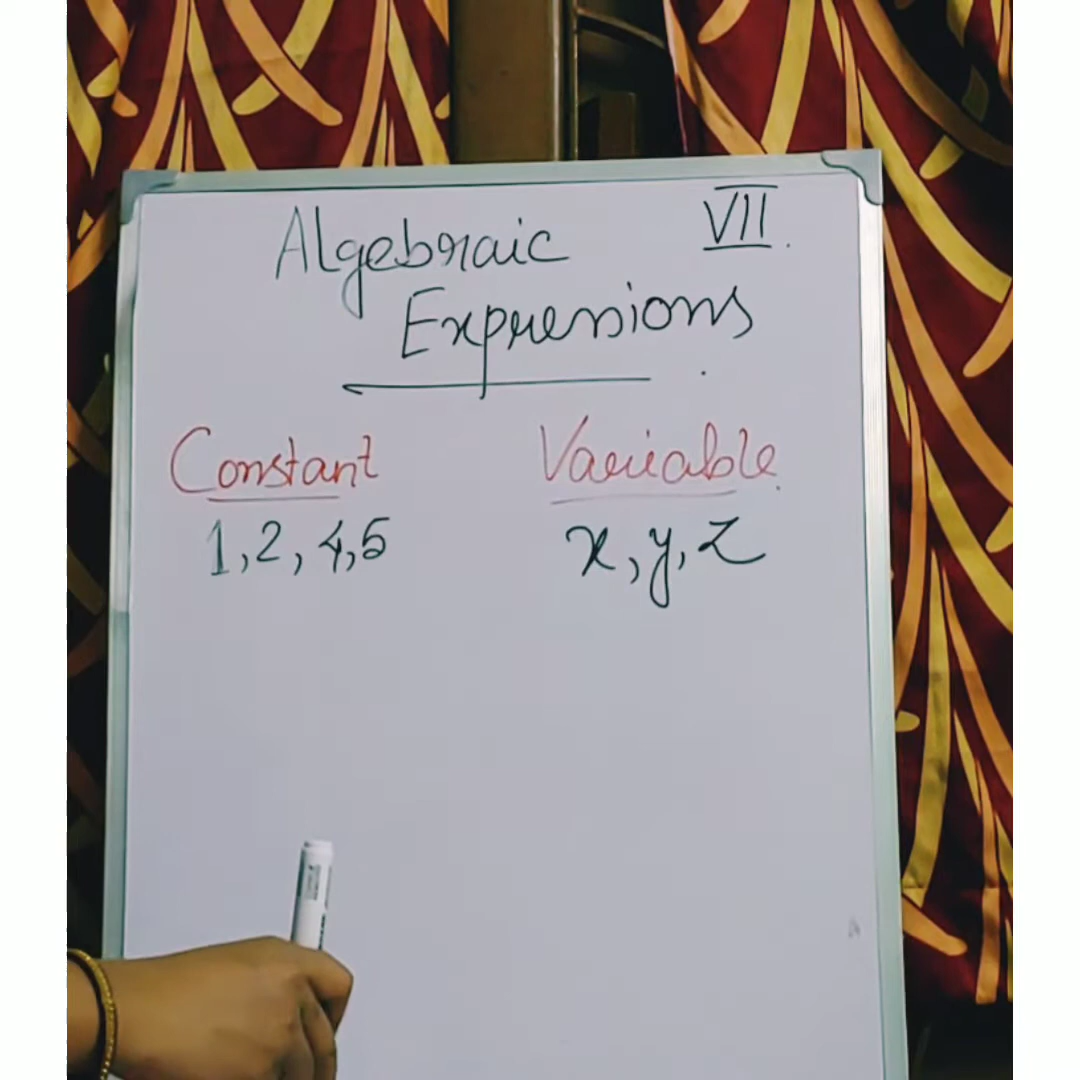 Algebraic VII.
Expressions
Constant Variable
1, 2, 4, 5 x, y, z